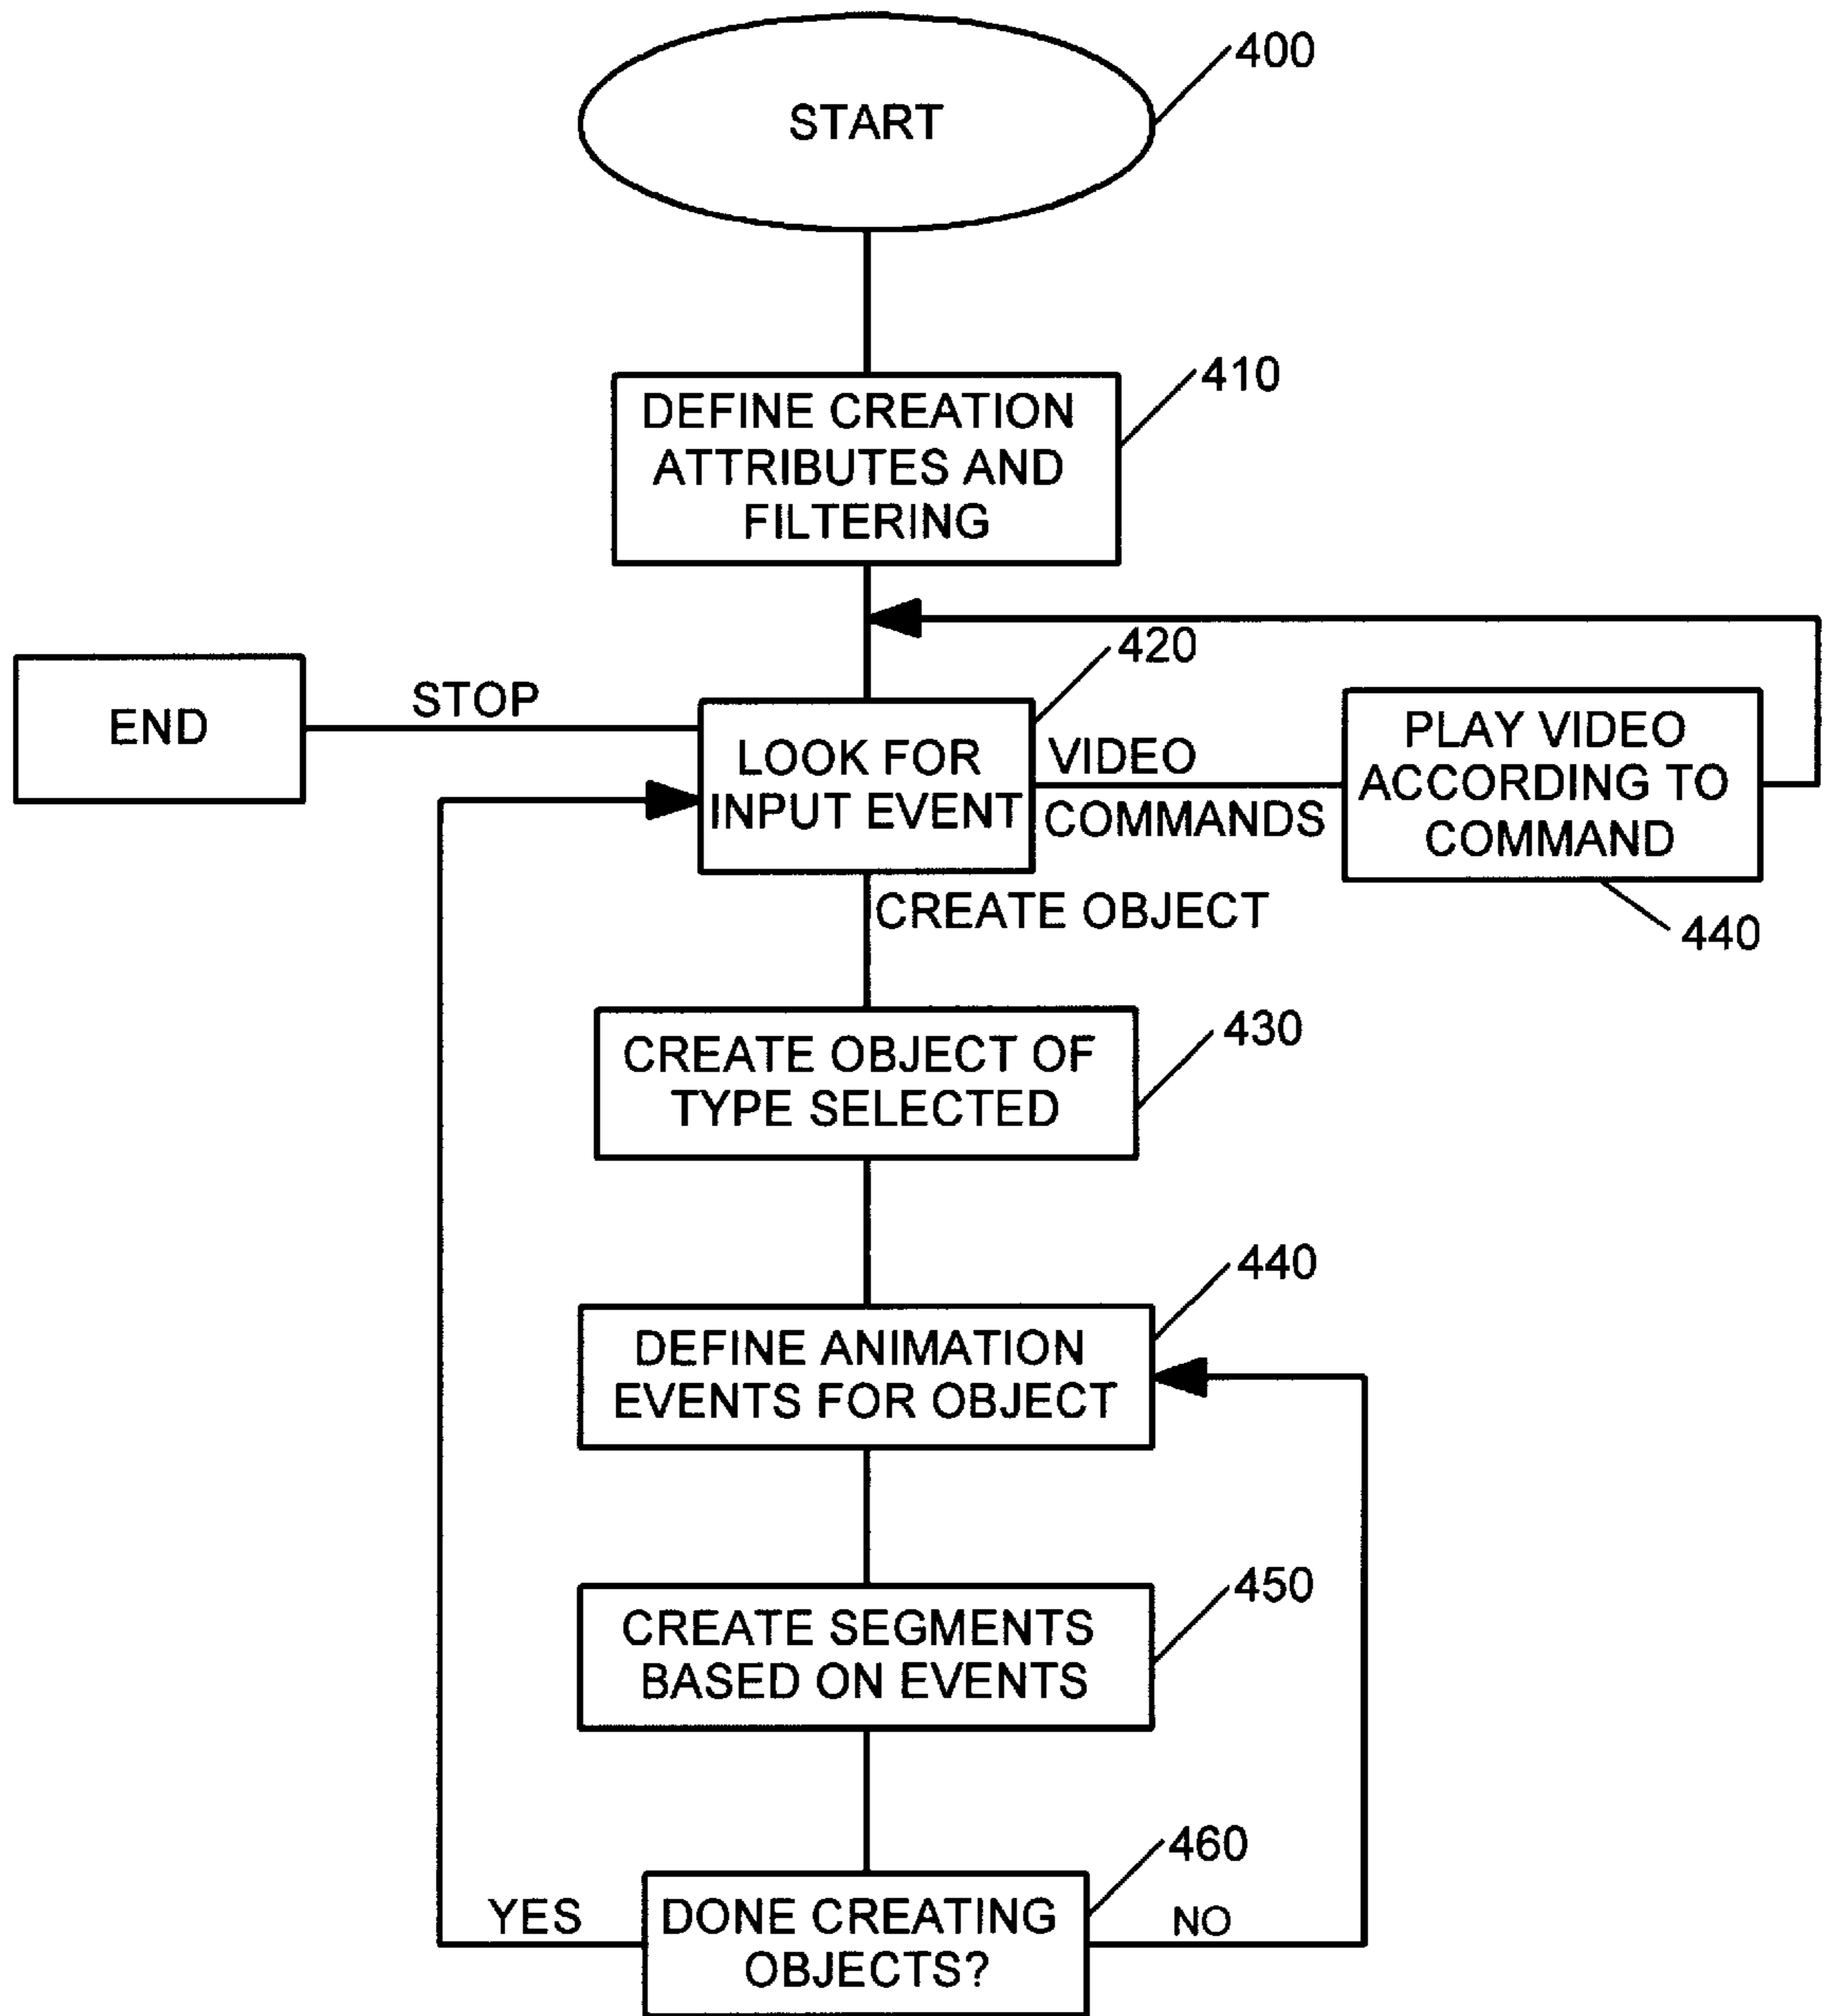 START
400
DEFINE CREATION
ATTRIBUTES AND
FILTERING
410
END
STOP
420
LOOK FOR
INPUT EVENT
VIDEO
COMMANDS
PLAY VIDEO
ACCORDING TO
COMMAND
440
CREATE OBJECT
430
CREATE OBJECT OF
TYPE SELECTED
440
DEFINE ANIMATION
EVENTS FOR OBJECT
450
CREATE SEGMENTS
BASED ON EVENTS
460
YES
DONE CREATING
OBJECTS?
NO